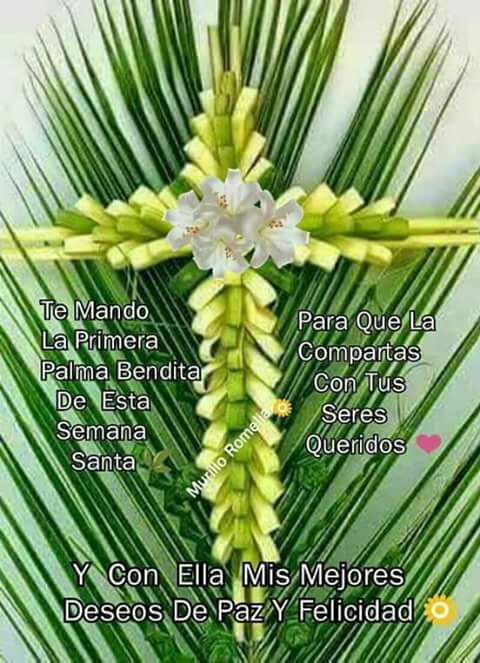 Te Mando
La Primera
Palma Bendita
De Esta
Semana
Santa
Para Que La
Compartas
Con Tus
Seres
Queridos
Murillo Romella
Y Con Ella Mis Mejores
Deseos De Paz Y Felicidad